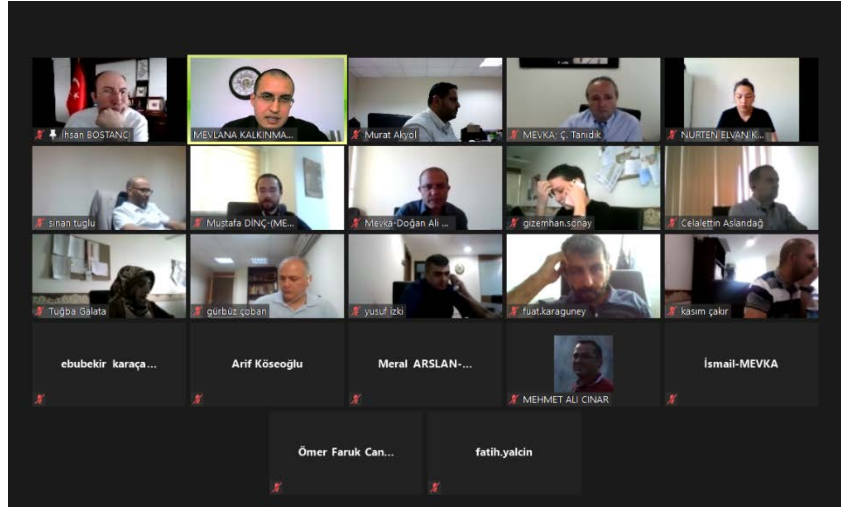 İhsan BOSTANCI
MEVLANA KALKINMA...
Murat Akyol
MEVKA: Ç. Tanıdık
NURTEN ELVAN K...
sinan tuglu
Mustafa DİNÇ-(ME...
Mevka-Doğan Ali ...
gizemhan.sonay
Celalettin Aslandağ
Tuğba Galata
gürbüz çoban
yusuf izki
fuat.karaguney
kasım çakır
ebubekir karaça...
Arif Köseoğlu
Meral ARSLAN-...
MEHMET ALI CINAR
İsmail-MEVKA
Ömer Faruk Can...
fatih.yalcin